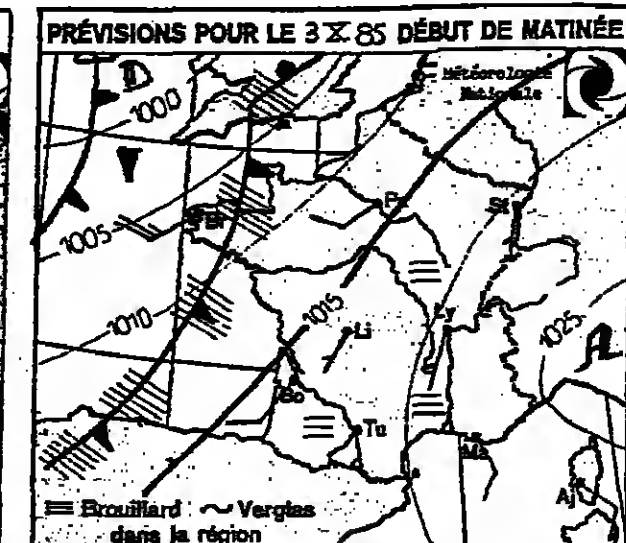 PRÉVISIONS POUR LE 3 X 85 DÉBUT DE MATINÉE
Météorologie
Nationale
D
1000
1005
Br
Pa
St
1010
1015
Li
Ly
1025
A
Bo
Tu
Ma
Aj
Brouillard
Verglas
dans la région